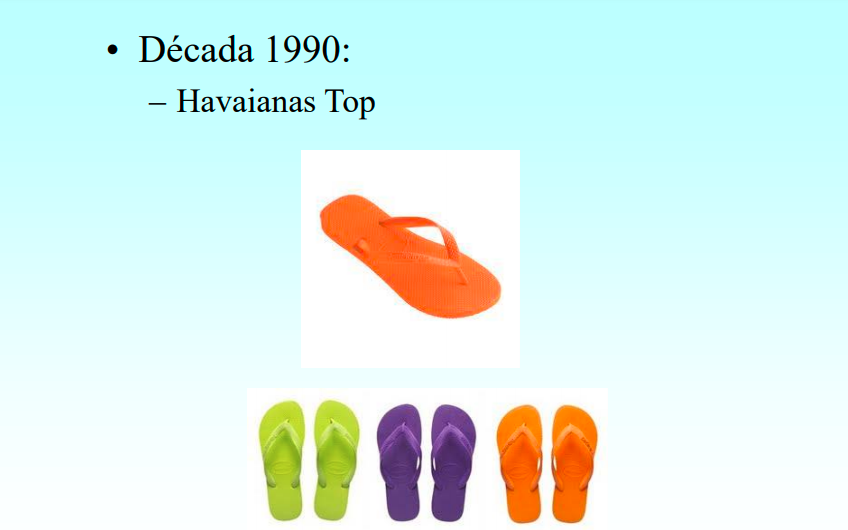 • Década 1990:
– Havaianas Top